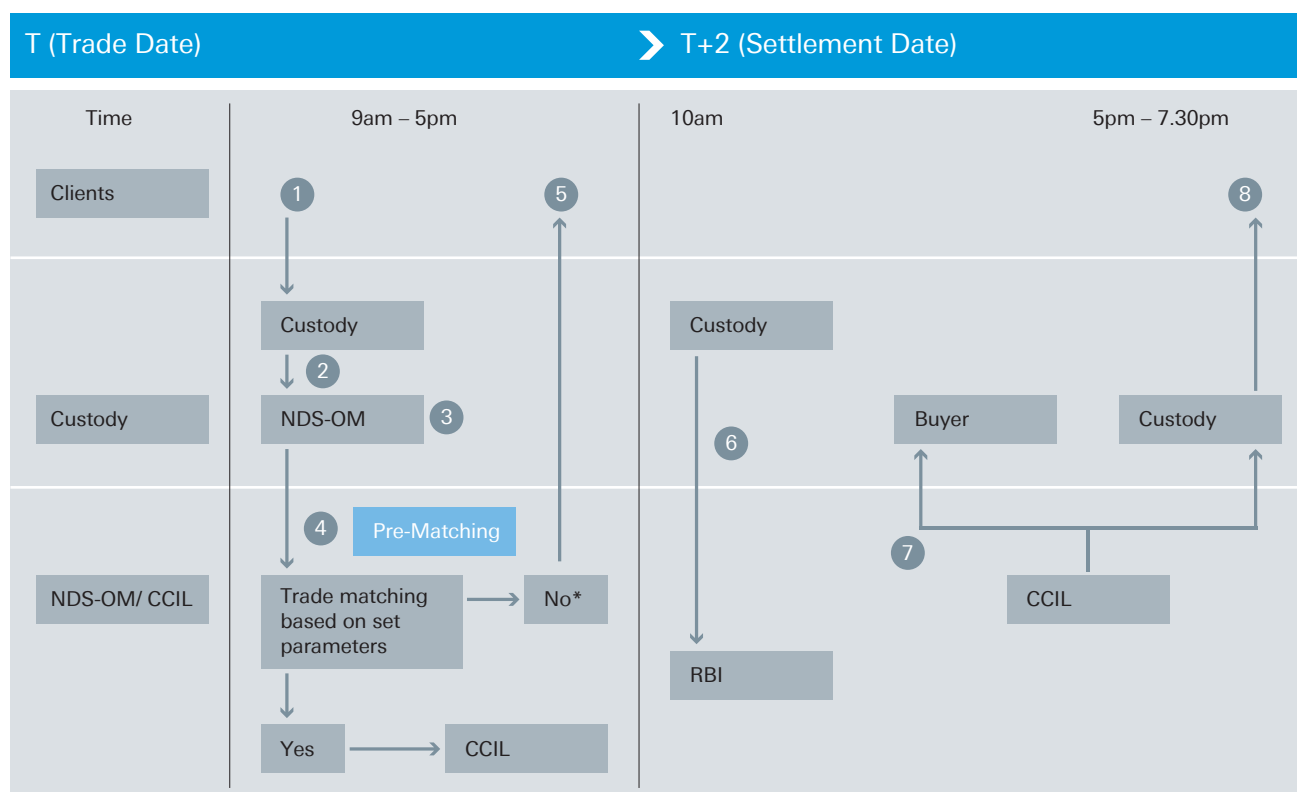 T (Trade Date)
T+2 (Settlement Date)
Time
9am – 5pm
10am
5pm – 7.30pm
Clients
1
5
8
Custody
Custody
2
Custody
NDS-OM
3
6
Buyer
Custody
4
Pre-Matching
7
NDS-OM/ CCIL
Trade matching
based on set
parameters
No*
CCIL
RBI
Yes
CCIL